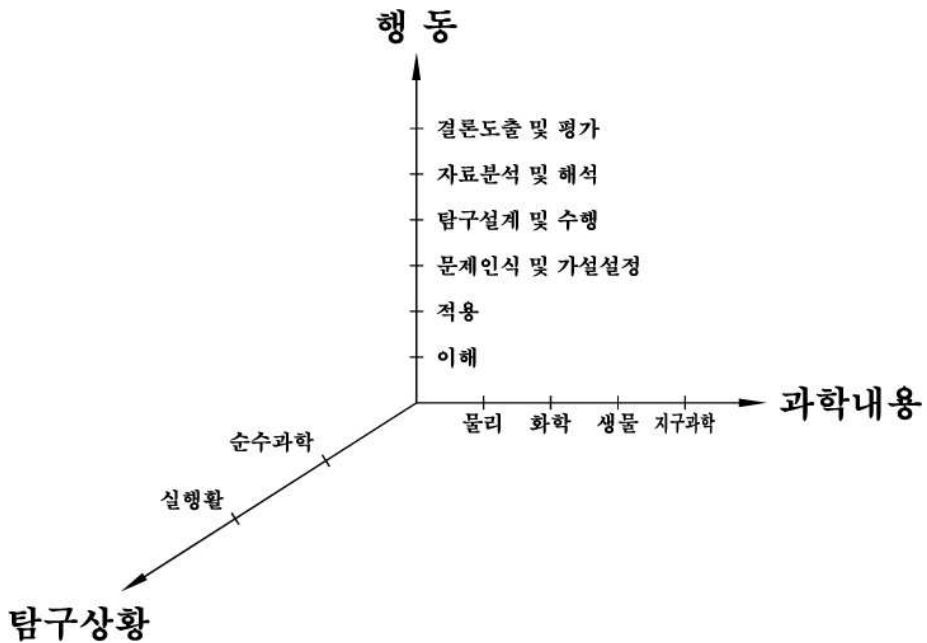 행 동
결론도출 및 평가
자료분석 및 해석
탐구설계 및 수행
문제인식 및 가설설정
적용
이해
과학내용
물리 화학 생물 지구과학
순수과학
실행활
탐구상황